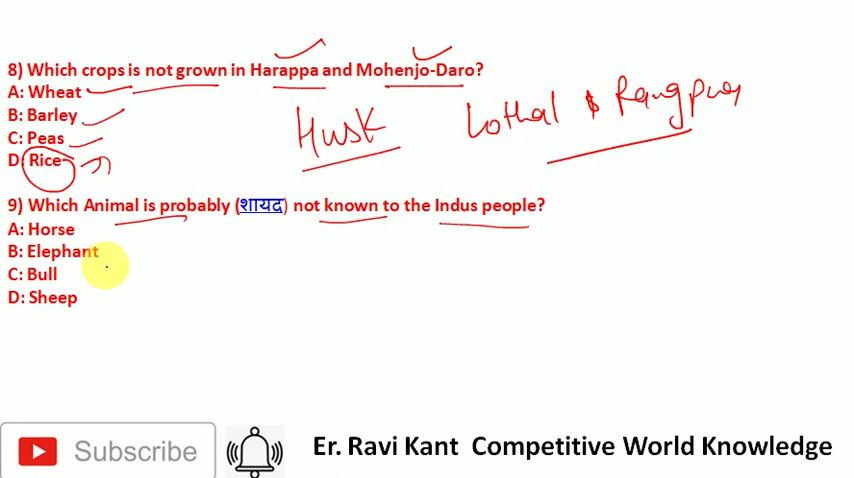 8) Which crops is not grown in Harappa and Mohenjo-Daro?
A: Wheat
B: Barley
C: Peas
D: Rice
Husk
Lothal & Rangpur
9) Which Animal is probably (शायद) not known to the Indus people?
A: Horse
B: Elephant
C: Bull
D: Sheep
Subscribe
Er. Ravi Kant Competitive World Knowledge